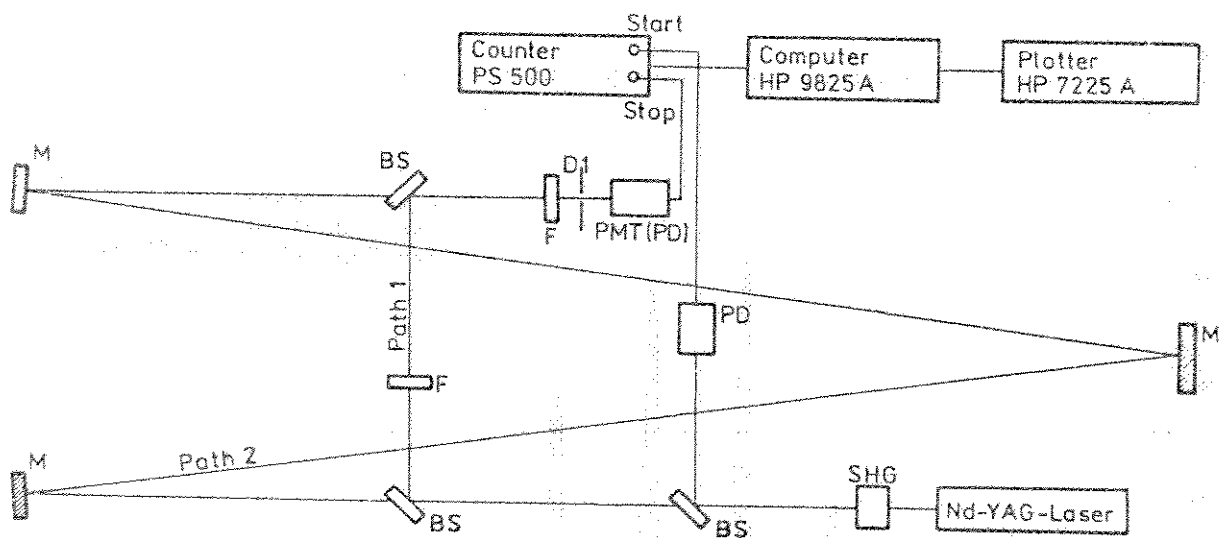 Start
Counter
PS 500
Stop
Computer
HP 9825A
Plotter
HP 7225 A
M
BS
D1
F
PMT(PD)
Path 1
PD
M
F
Path 2
M
BS
BS
SHG
Nd-YAG-Laser